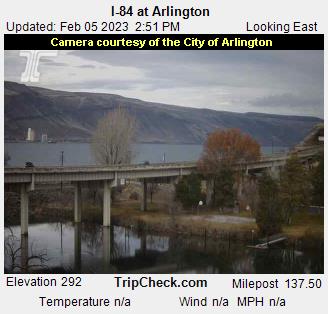 I-84 at Arlington
Updated: Feb 05 2023 2:51 PM Looking East
Camera courtesy of the City of Arlington
Elevation 292 TripCheck.com Milepost 137.50
Temperature n/a Wind n/a MPH n/a